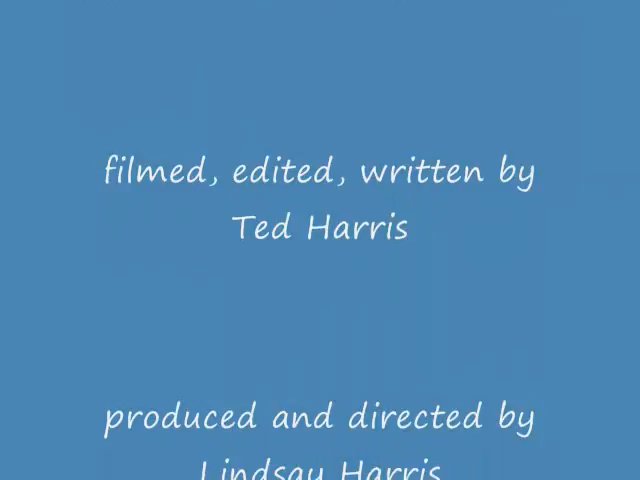 filmed, edited, written by
Ted Harris
produced and directed by
Lindsay Harris